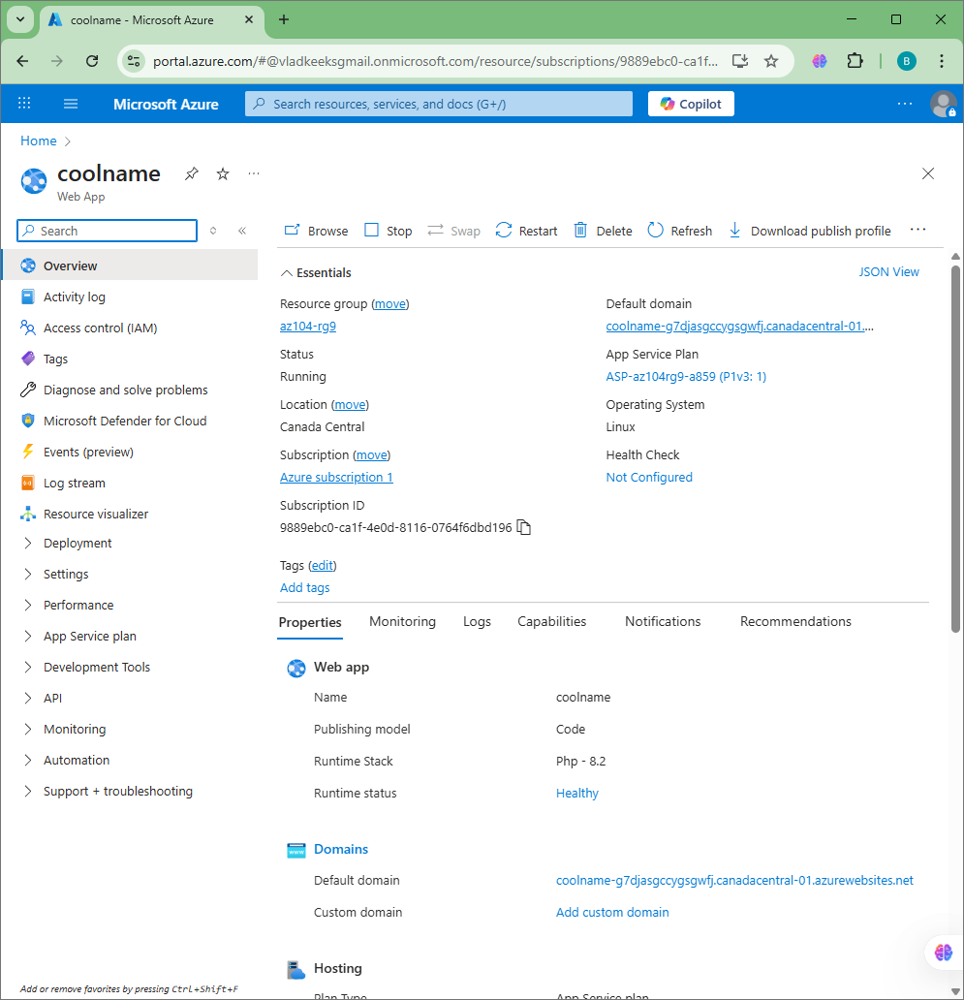 coolname - Microsoft Azure
portal.azure.com/#@vladkeeksgmail.onmicrosoft.com/resource/subscriptions/9889ebc0-ca1f...
B
Microsoft Azure
Search resources, services, and docs (G+/)
Copilot
Home
coolname
Web App
Search
Browse
Stop
Swap
Restart
Delete
Refresh
Download publish profile
Overview
Activity log
Access control (IAM)
Tags
Diagnose and solve problems
Microsoft Defender for Cloud
Events (preview)
Log stream
Resource visualizer
Deployment
Settings
Performance
App Service plan
Development Tools
API
Monitoring
Automation
Support + troubleshooting
Add or remove favorites by pressing Ctrl+Shift+F
Essentials
JSON View
Resource group (move)
az104-rg9
Status
Running
Location (move)
Canada Central
Subscription (move)
Azure subscription 1
Subscription ID
9889ebc0-ca1f-4e0d-8116-0764f6dbd196
Default domain
coolname-g7djasgccygsgwfj.canadacentral-01....
App Service Plan
ASP-az104rg9-a859 (P1v3: 1)
Operating System
Linux
Health Check
Not Configured
Tags (edit)
Add tags
Properties
Monitoring
Logs
Capabilities
Notifications
Recommendations
Web app
Name coolname
Publishing model Code
Runtime Stack Php - 8.2
Runtime status Healthy
www
Domains
Default domain coolname-g7djasgccygsgwfj.canadacentral-01.azurewebsites.net
Custom domain Add custom domain
Hosting
Plan Type App Service plan